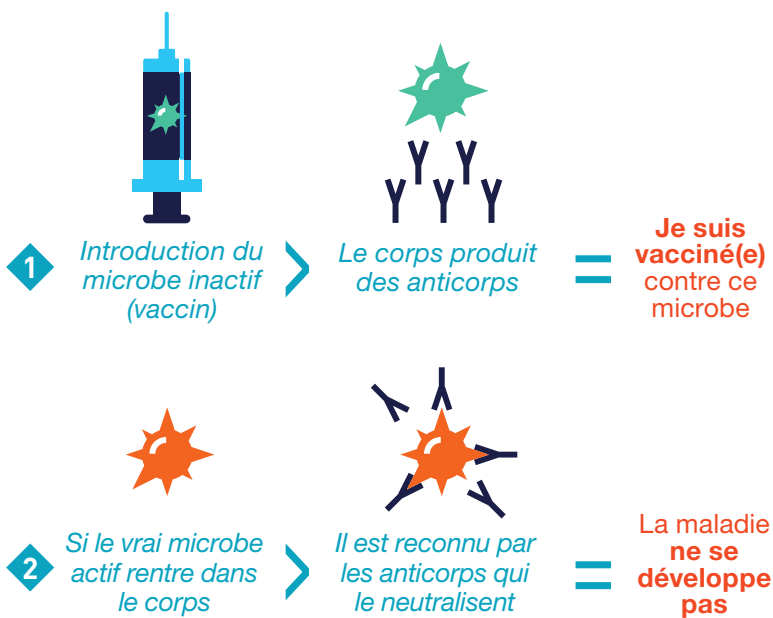 1
Introduction du
microbe inactif
(vaccin)
>
Le corps produit
des anticorps
=
Je suis
vacciné(e)
contre ce
microbe
2
Si le vrai microbe
actif rentre dans
le corps
>
Il est reconnu par
les anticorps qui
le neutralisent
=
La maladie
ne se
développe
pas